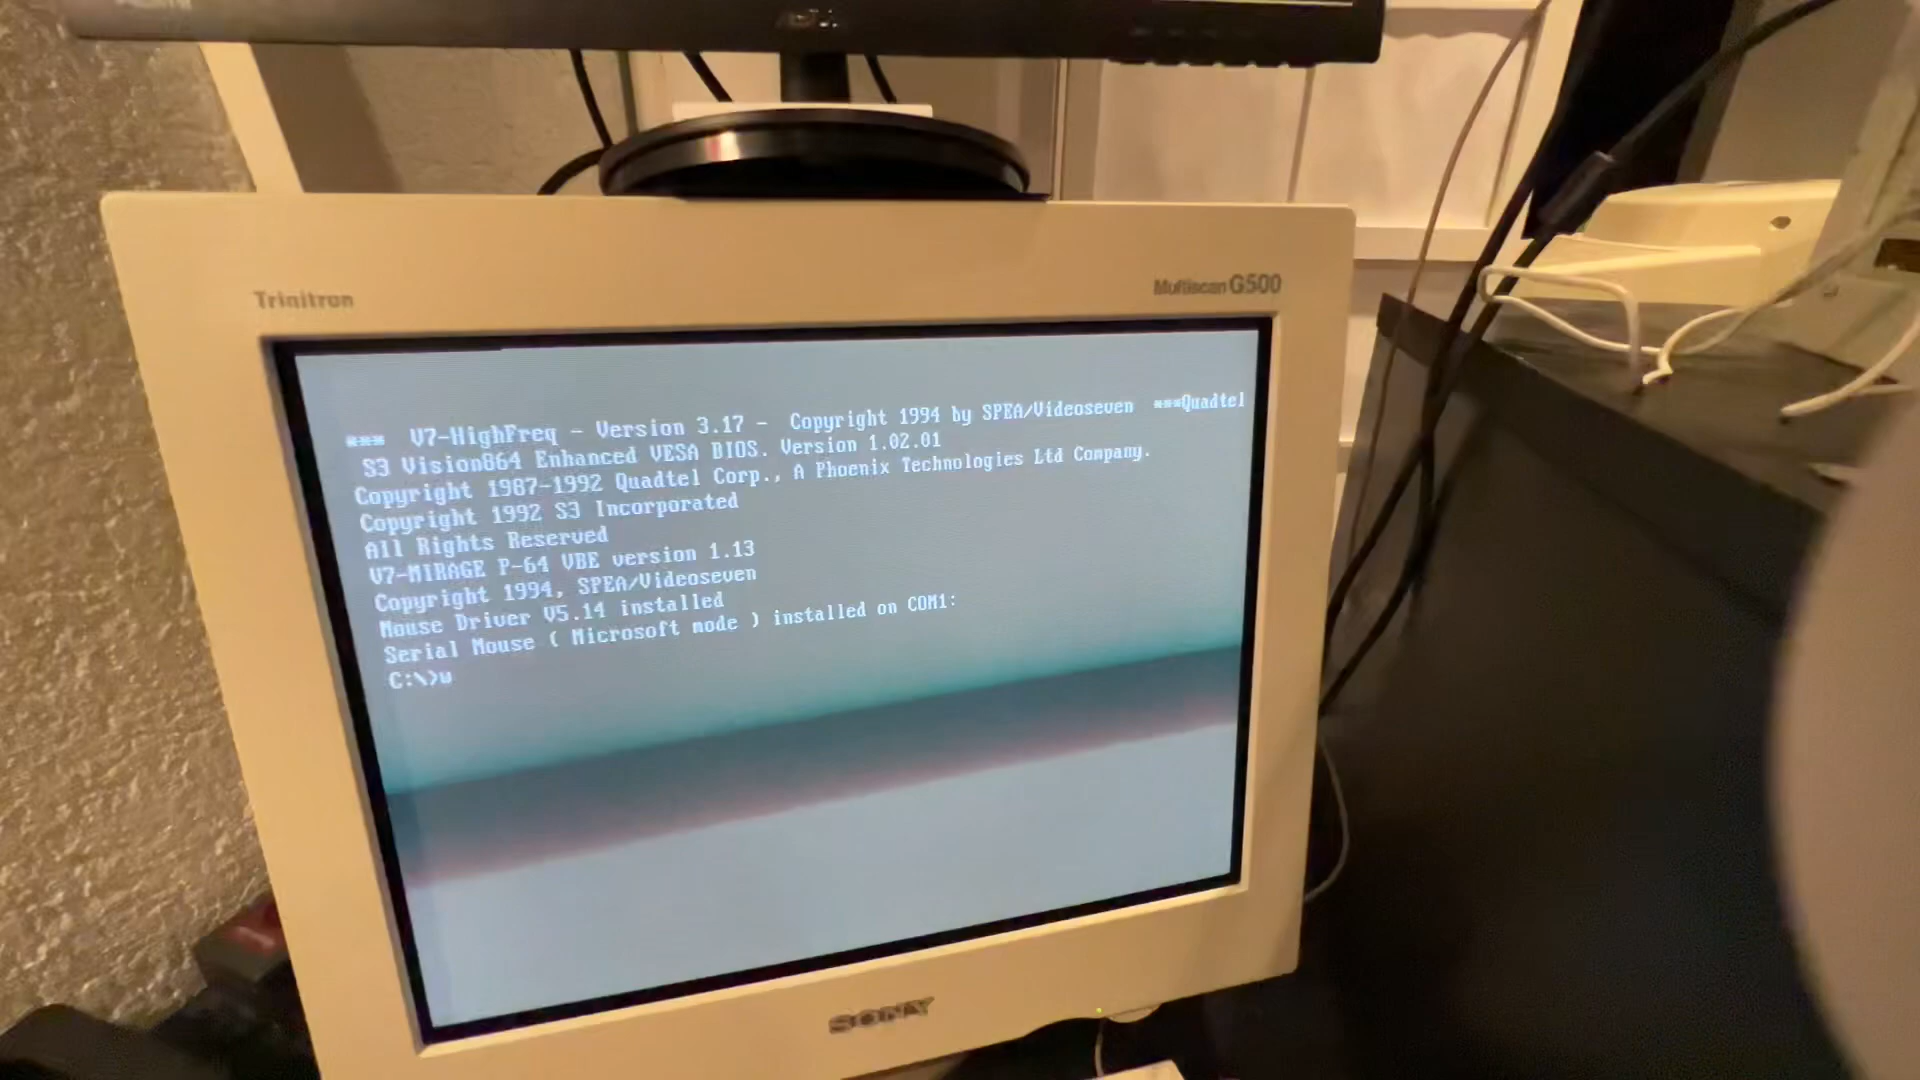 Trinitron
Multiscan G500
*** V7-HighFreq - Version 3.17 - Copyright 1994 by SPEA/Videoseven ***Quadtel
S3 Vision864 Enhanced VESA BIOS. Version 1.02.01
Copyright 1987-1992 Quadtel Corp., A Phoenix Technologies Ltd Company.
Copyright 1992 S3 Incorporated
All Rights Reserved
V7-MIRAGE P-64 VBE version 1.13
Copyright 1994, SPEA/Videoseven
Mouse Driver V5.14 installed
Serial Mouse ( Microsoft mode ) installed on COM1:
C:\>w
SONY